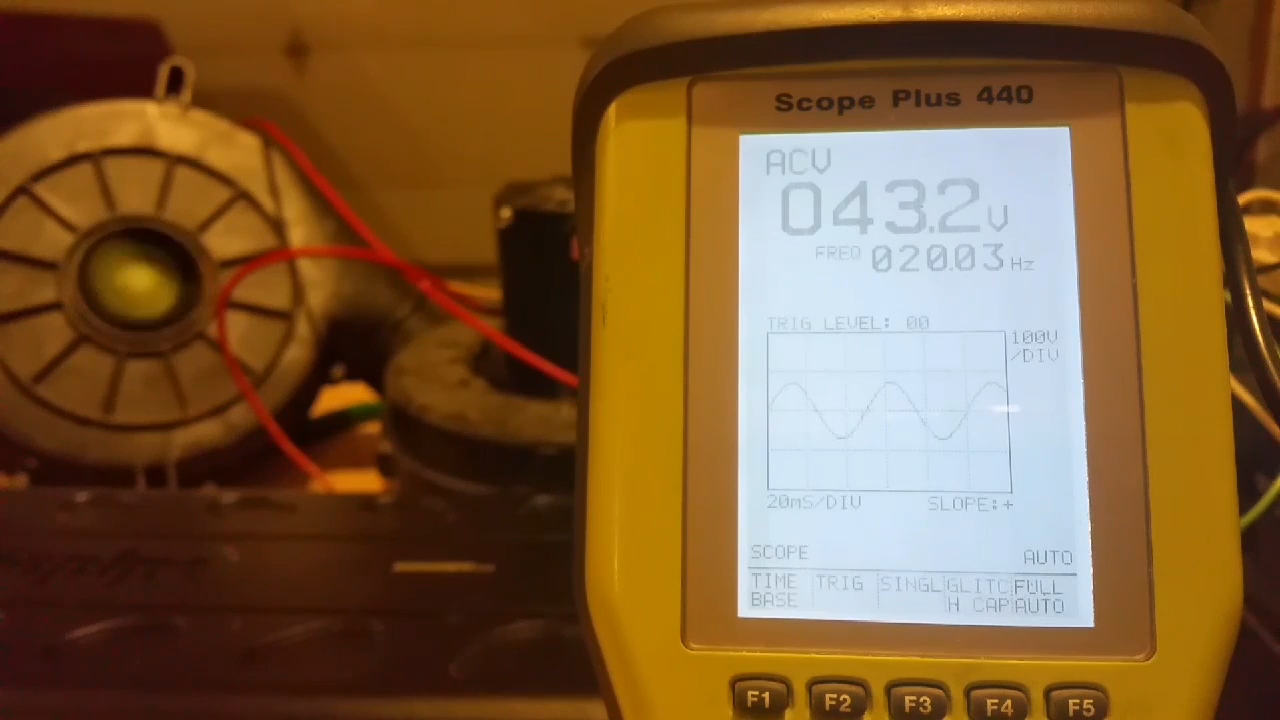 Scope Plus 440
ACV
043.2 V
FREQ 020.03 Hz
TRIG LEVEL: 00
100V
/DIV
20mS/DIV SLOPE:+
SCOPE AUTO
TIME TRIG SINGL GLITC FULL
BASE H CAP AUTO
F1 F2 F3 F4 F5